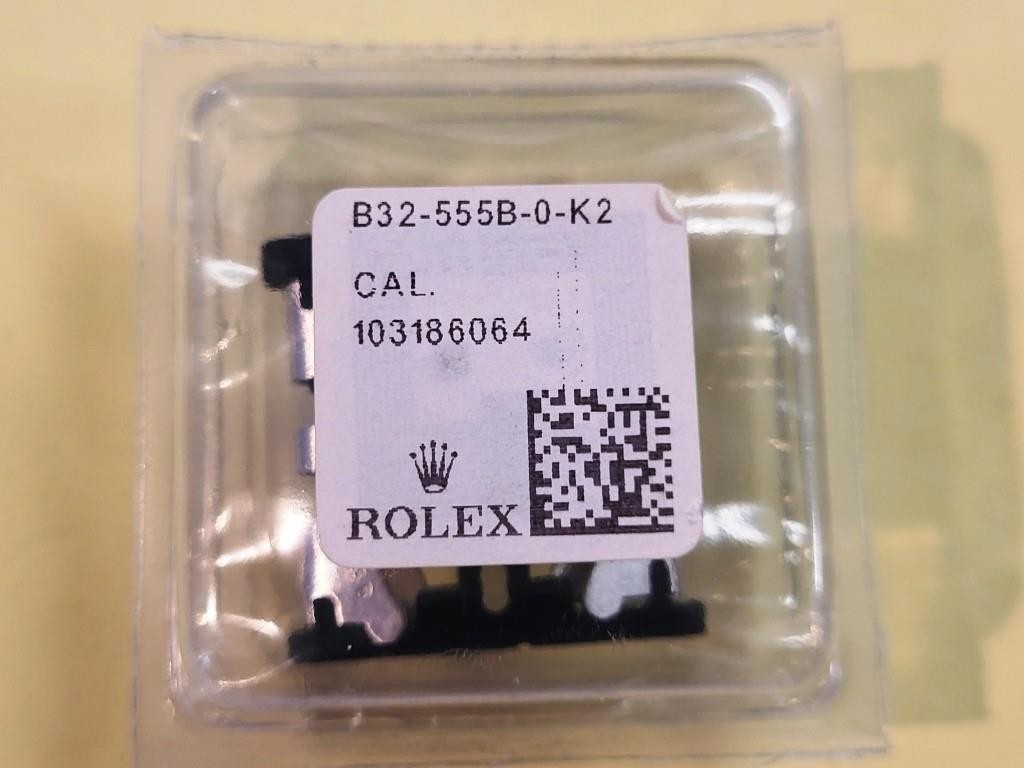 B32-555B-0-K2
CAL.
103186064
ROLEX